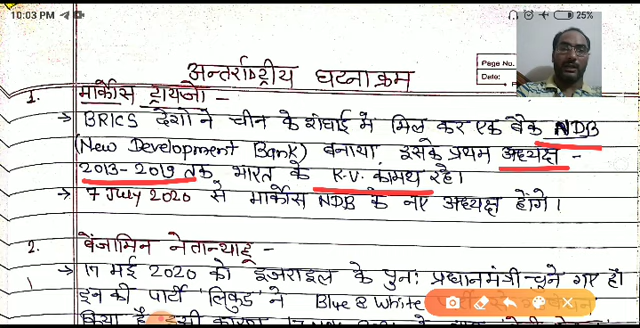 10:03 PM
25%
अन्तर्राष्ट्रीय घटनाक्रम
Page No.
Date:
1. मार्कोस ट्रायजो -
→ BRICS देशो ने चीन के शंघाई में मिल कर एक बैंक NDB
(New Development Bank) बनाया इसके प्रथम अध्यक्ष -
2013-2019 तक भारत के K.V. कामथ रहे।
→ 7 July 2020 से मार्कोस NDB के नए अध्यक्ष होंगे।
2. बेंजामिन नेतान्याहू -
→ 17 मई 2020 को इजराइल के पुनः प्रधानमंत्री चूने गए है।
इन की पार्टी 'लिकुड' ने Blue & White
किया है